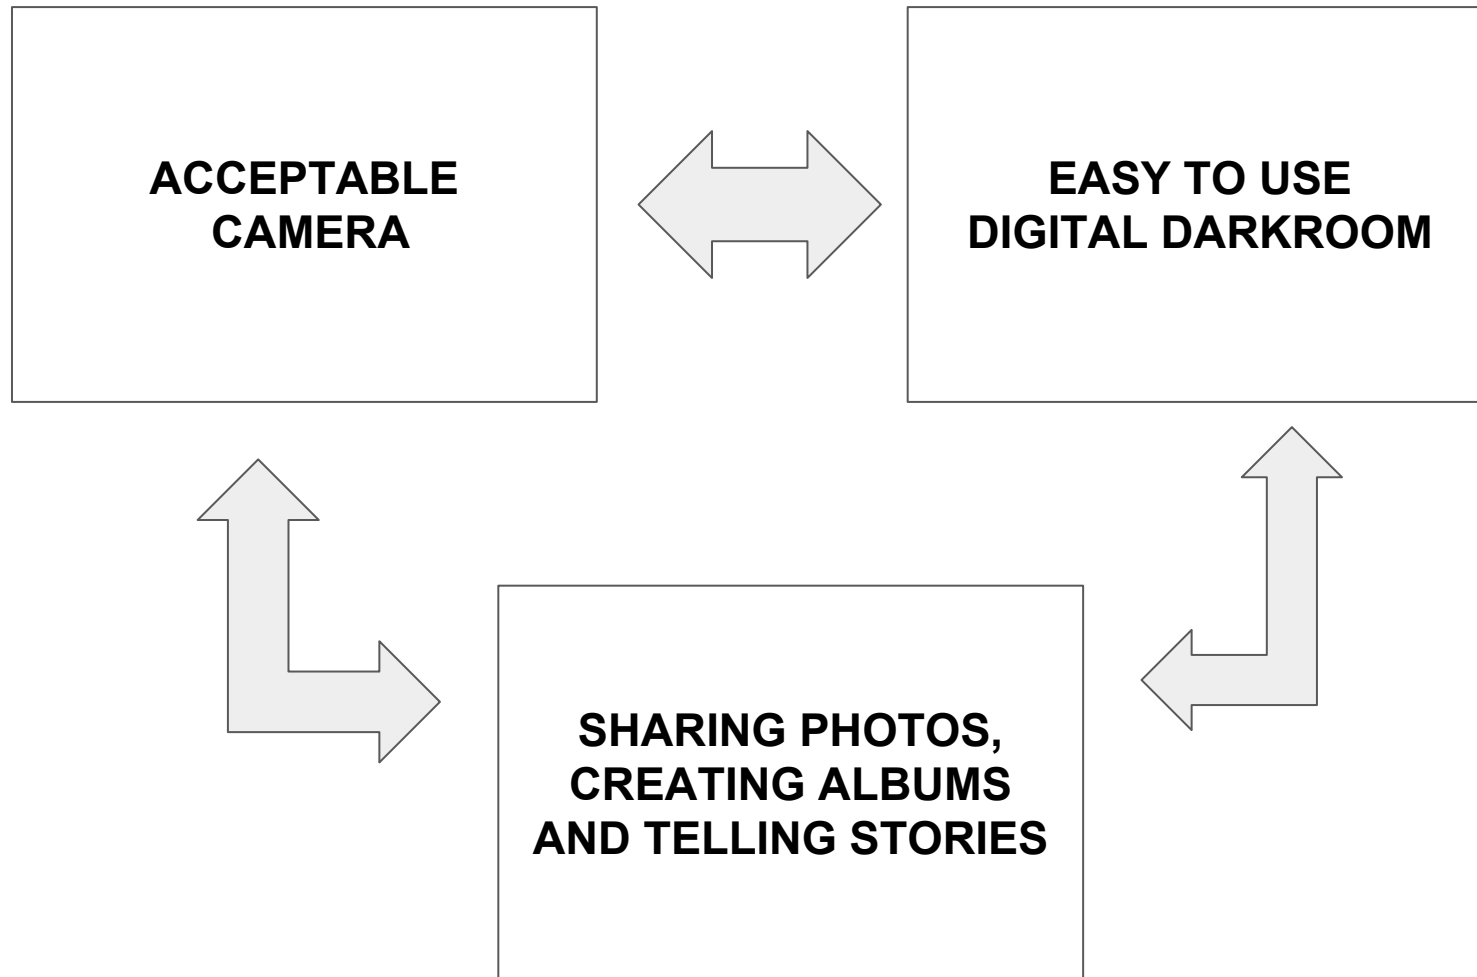 ACCEPTABLE
CAMERA
EASY TO USE
DIGITAL DARKROOM
SHARING PHOTOS,
CREATING ALBUMS
AND TELLING STORIES